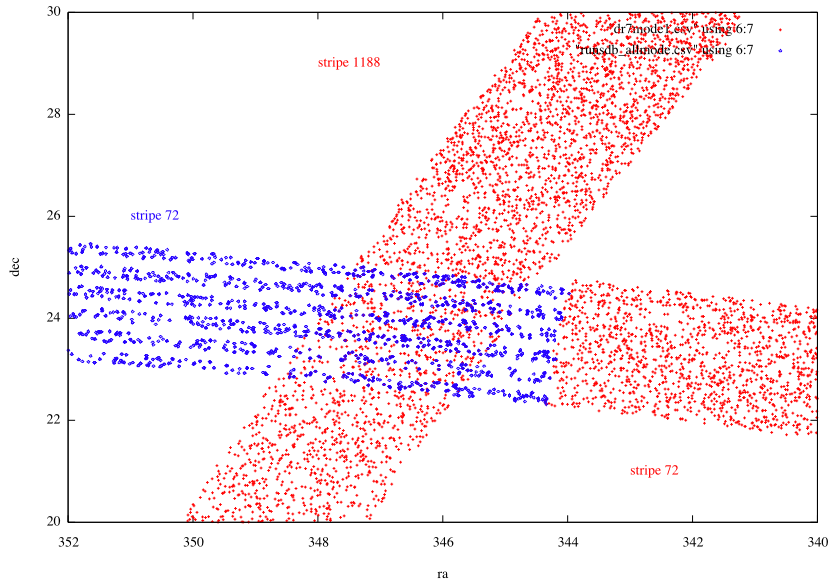 30
"dr7mode1.csv" using 6:7
"runsdb_allmode.csv" using 6:7
stripe 1188
28
26
stripe 72
dec
24
22
stripe 72
20
352 350 348 346 344 342 340
ra